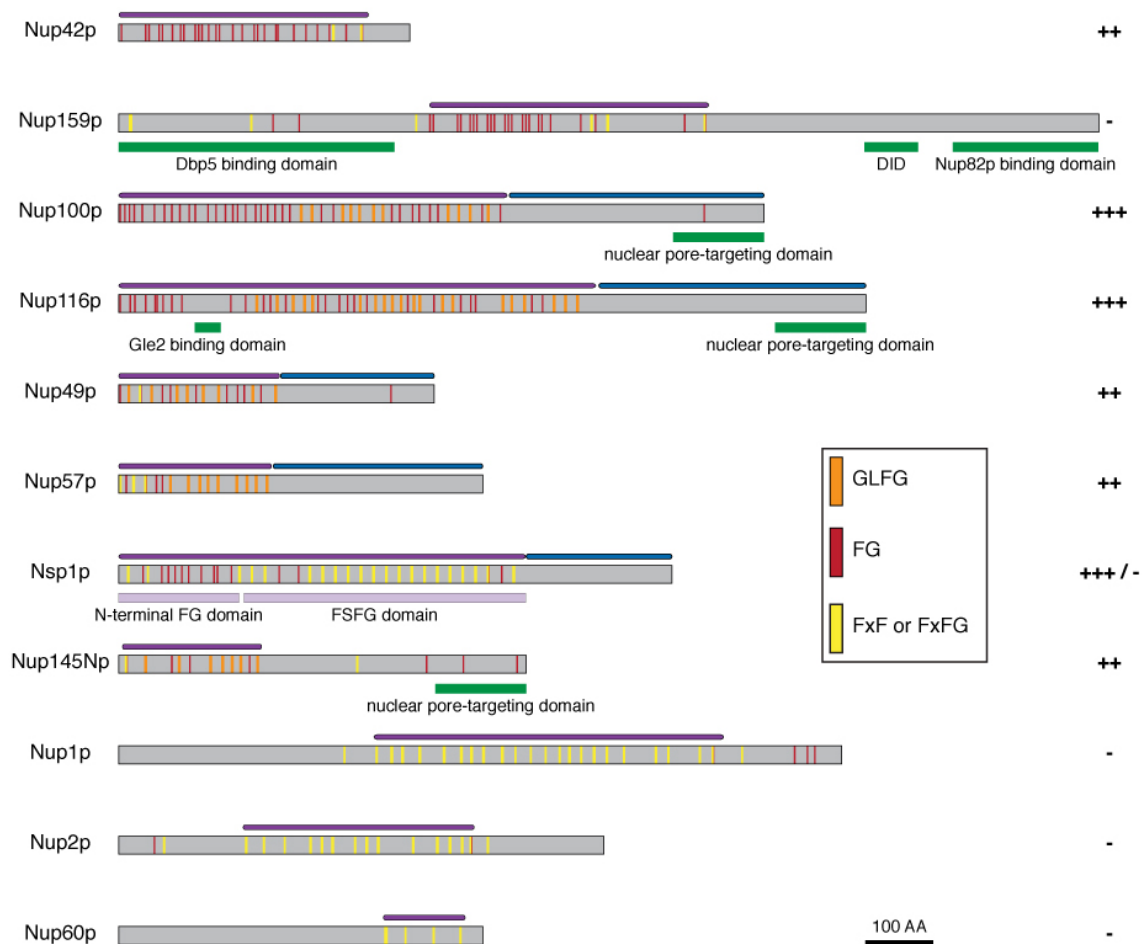 Nup42p ++
Nup159p -
Dbp5 binding domain DID Nup82p binding domain
Nup100p +++
nuclear pore-targeting domain
Nup116p +++
Gle2 binding domain nuclear pore-targeting domain
Nup49p ++
GLFG
Nup57p ++
FG
Nsp1p +++ / -
N-terminal FG domain FSFG domain
FxF or FxFG
Nup145Np ++
nuclear pore-targeting domain
Nup1p -
Nup2p -
100 AA
Nup60p -